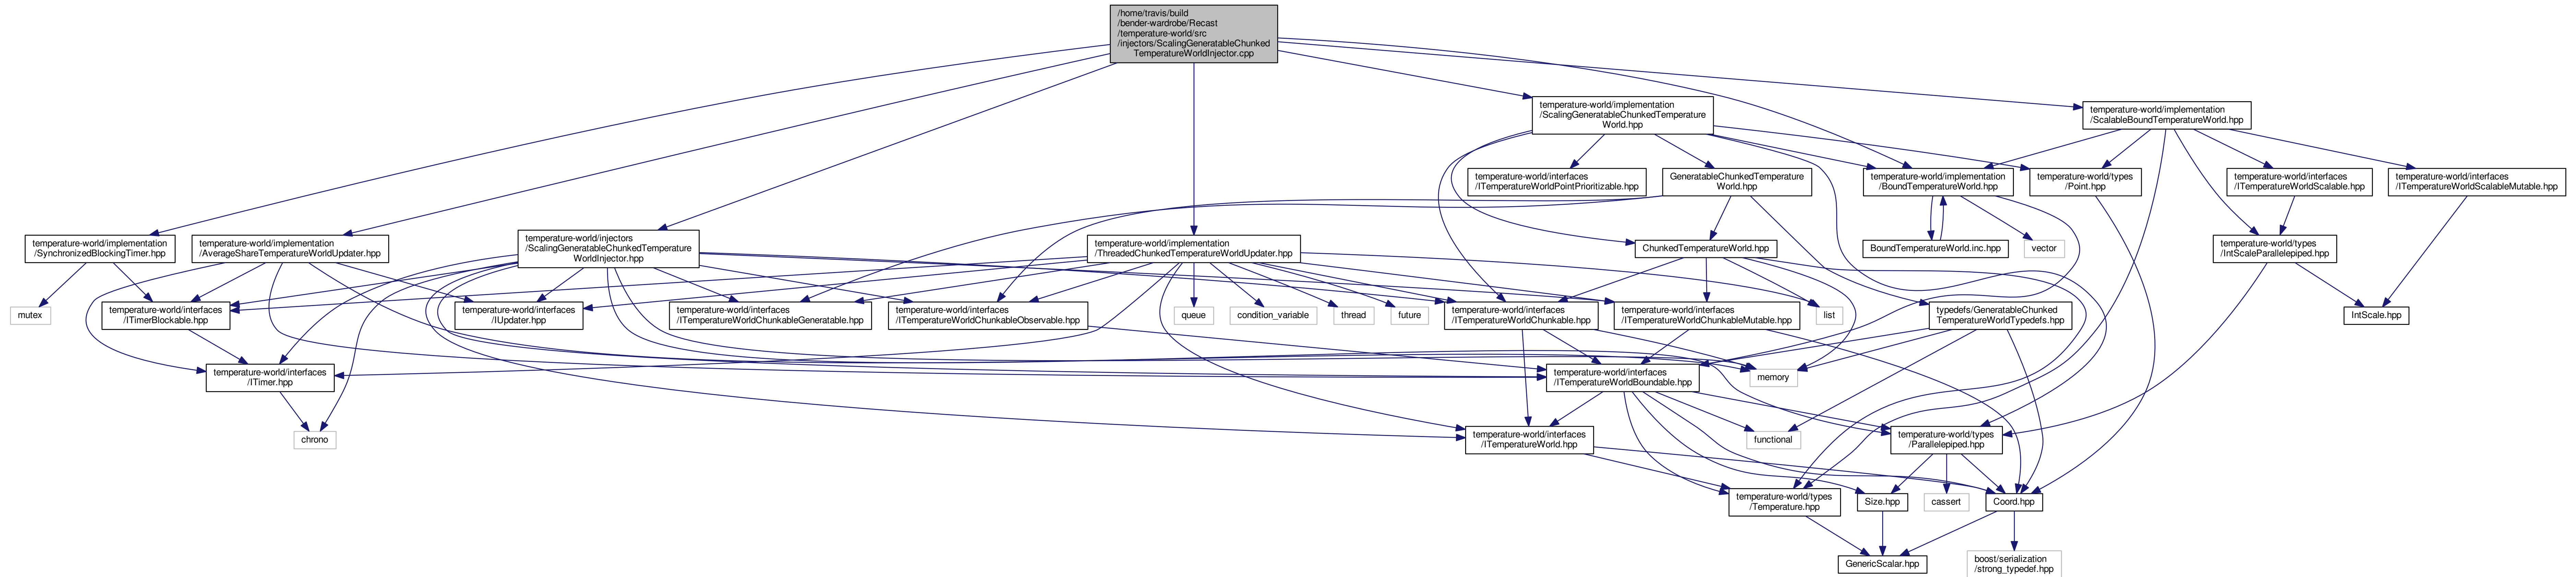 /home/travis/build
/bender-wardrobe/Recast
/temperature-world/src
/injectors/ScalingGeneratableChunked
TemperatureWorldInjector.cpp
temperature-world/implementation
/ScalingGeneratableChunkedTemperature
World.hpp
temperature-world/implementation
/ScalableBoundTemperatureWorld.hpp
temperature-world/interfaces
/ITemperatureWorldPointPrioritizable.hpp
GeneratableChunkedTemperature
World.hpp
temperature-world/implementation
/BoundTemperatureWorld.hpp
temperature-world/types
/Point.hpp
temperature-world/interfaces
/ITemperatureWorldScalable.hpp
temperature-world/interfaces
/ITemperatureWorldScalableMutable.hpp
temperature-world/implementation
/SynchronizedBlockingTimer.hpp
temperature-world/implementation
/AverageShareTemperatureWorldUpdater.hpp
temperature-world/injectors
/ScalingGeneratableChunkedTemperature
WorldInjector.hpp
temperature-world/implementation
/ThreadedChunkedTemperatureWorldUpdater.hpp
ChunkedTemperatureWorld.hpp
BoundTemperatureWorld.inc.hpp
vector
temperature-world/types
/IntScaleParallelepiped.hpp
mutex
temperature-world/interfaces
/ITimerBlockable.hpp
temperature-world/interfaces
/IUpdater.hpp
temperature-world/interfaces
/ITemperatureWorldChunkableGeneratable.hpp
temperature-world/interfaces
/ITemperatureWorldChunkableObservable.hpp
queue
condition_variable
thread
future
temperature-world/interfaces
/ITemperatureWorldChunkable.hpp
temperature-world/interfaces
/ITemperatureWorldChunkableMutable.hpp
list
typedefs/GeneratableChunked
TemperatureWorldTypedefs.hpp
IntScale.hpp
temperature-world/interfaces
/ITimer.hpp
temperature-world/interfaces
/ITemperatureWorldBoundable.hpp
memory
chrono
temperature-world/interfaces
/ITemperatureWorld.hpp
functional
temperature-world/types
/Parallelepiped.hpp
temperature-world/types
/Temperature.hpp
Size.hpp
cassert
Coord.hpp
GenericScalar.hpp
boost/serialization
/strong_typedef.hpp